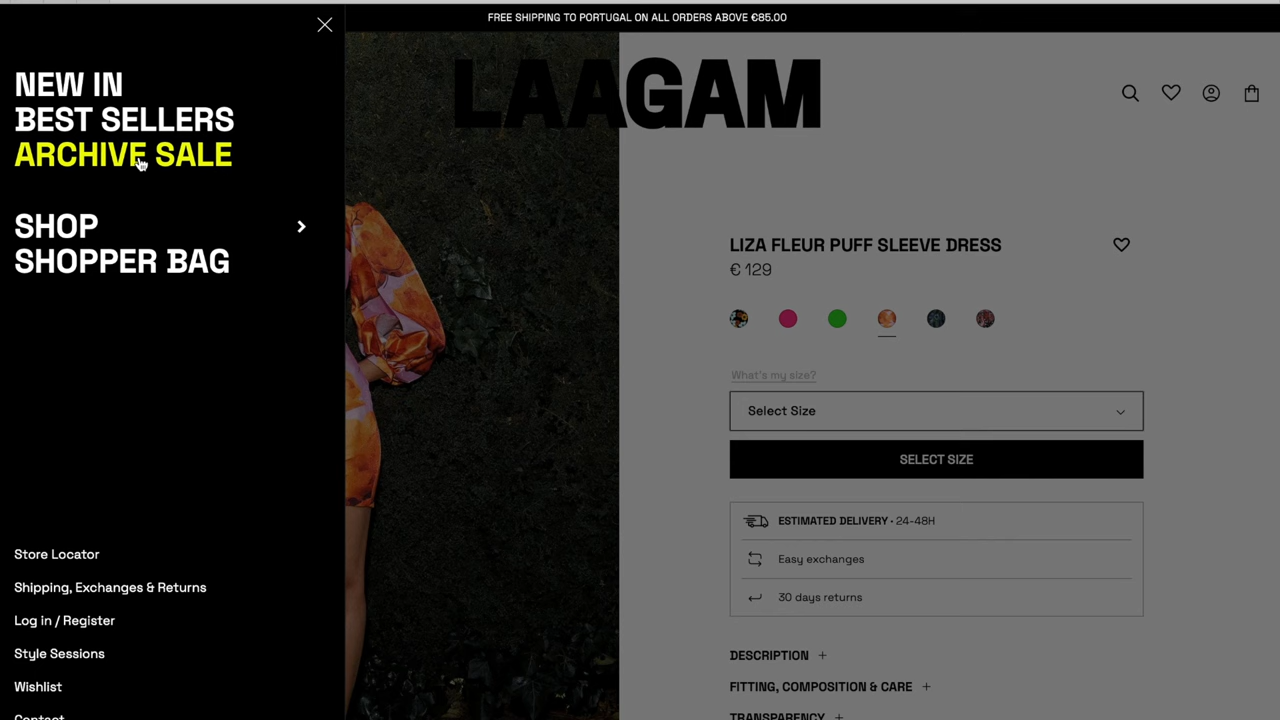 FREE SHIPPING TO PORTUGAL ON ALL ORDERS ABOVE €85.00
NEW IN
BEST SELLERS
ARCHIVE SALE
SHOP
SHOPPER BAG
Store Locator
Shipping, Exchanges & Returns
Log in / Register
Style Sessions
Wishlist
Contact
LAAGAM
LIZA FLEUR PUFF SLEEVE DRESS
€ 129
What's my size?
Select Size
SELECT SIZE
ESTIMATED DELIVERY · 24-48H
Easy exchanges
30 days returns
DESCRIPTION +
FITTING, COMPOSITION & CARE +
TRANSPARENCY +